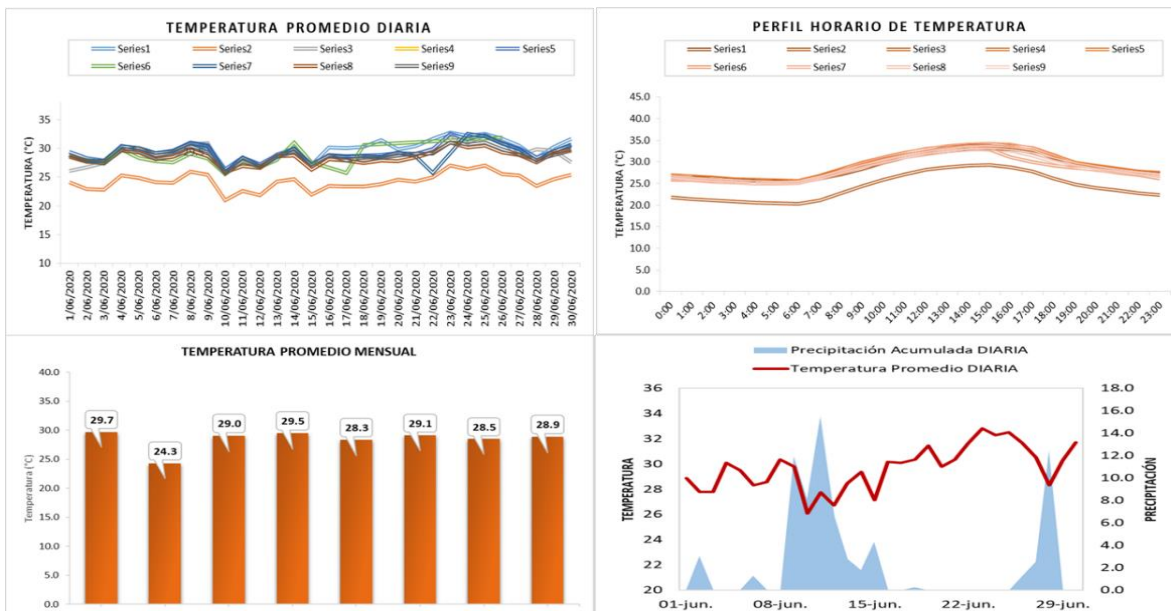 TEMPERATURA PROMEDIO DIARIA
Series1 Series2 Series3 Series4 Series5
Series6 Series7 Series8 Series9
TEMPERATURA (°C)
35
30
25
20
15
10
1/06/2020 2/06/2020 3/06/2020 4/06/2020 5/06/2020 6/06/2020 7/06/2020 8/06/2020 9/06/2020 10/06/2020 11/06/2020 12/06/2020 13/06/2020 14/06/2020 15/06/2020 16/06/2020 17/06/2020 18/06/2020 19/06/2020 20/06/2020 21/06/2020 22/06/2020 23/06/2020 24/06/2020 25/06/2020 26/06/2020 27/06/2020 28/06/2020 29/06/2020 30/06/2020
PERFIL HORARIO DE TEMPERATURA
Series1 Series2 Series3 Series4 Series5
Series6 Series7 Series8 Series9
TEMPERATURA (°C)
45.0
40.0
35.0
30.0
25.0
20.0
15.0
10.0
5.0
0.0
0:00 1:00 2:00 3:00 4:00 5:00 6:00 7:00 8:00 9:00 10:00 11:00 12:00 13:00 14:00 15:00 16:00 17:00 18:00 19:00 20:00 21:00 22:00 23:00
TEMPERATURA PROMEDIO MENSUAL
Temperatura (°C)
40.0
35.0
30.0
25.0
20.0
15.0
10.0
5.0
0.0
29.7 24.3 29.0 29.5 28.3 29.1 28.5 28.9
Precipitación Acumulada DIARIA
Temperatura Promedio DIARIA
TEMPERATURA
36
34
32
30
28
26
24
22
20
18.0
16.0
14.0
12.0
10.0
8.0
6.0
4.0
2.0
0.0
PRECIPITACIÓN
01-jun. 08-jun. 15-jun. 22-jun. 29-jun.